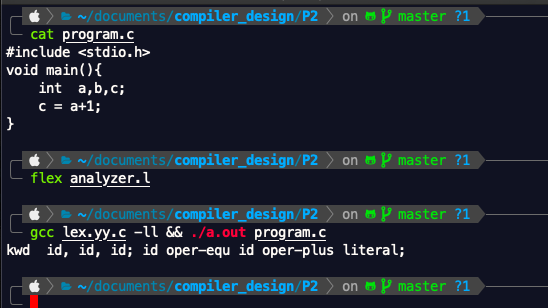 ~/documents/compiler_design/P2 on master ?1
cat program.c
#include <stdio.h>
void main(){
    int  a,b,c;
    c = a+1;
}
~/documents/compiler_design/P2 on master ?1
flex analyzer.l
~/documents/compiler_design/P2 on master ?1
gcc lex.yy.c -ll && ./a.out program.c
kwd  id, id, id; id oper-equ id oper-plus literal;
~/documents/compiler_design/P2 on master ?1